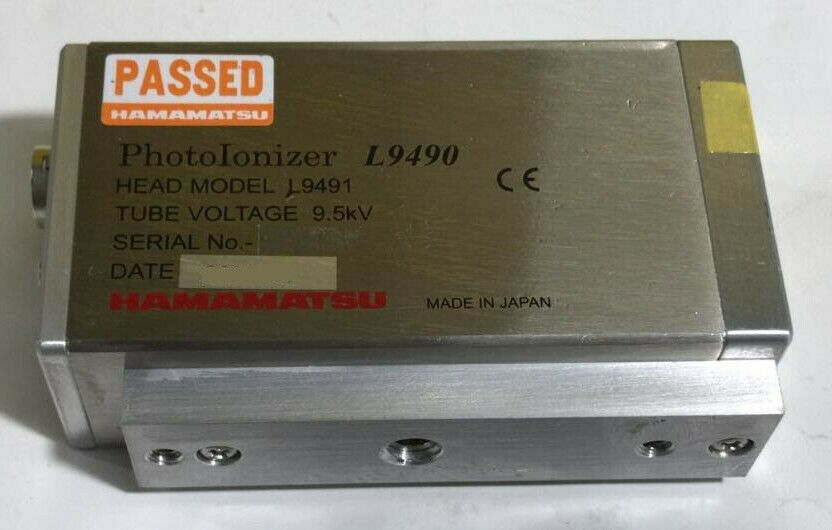 PASSED
HAMAMATSU
PhotoIonizer L9490
HEAD MODEL L9491
CE
TUBE VOLTAGE 9.5kV
SERIAL No.-
DATE
HAMAMATSU
MADE IN JAPAN